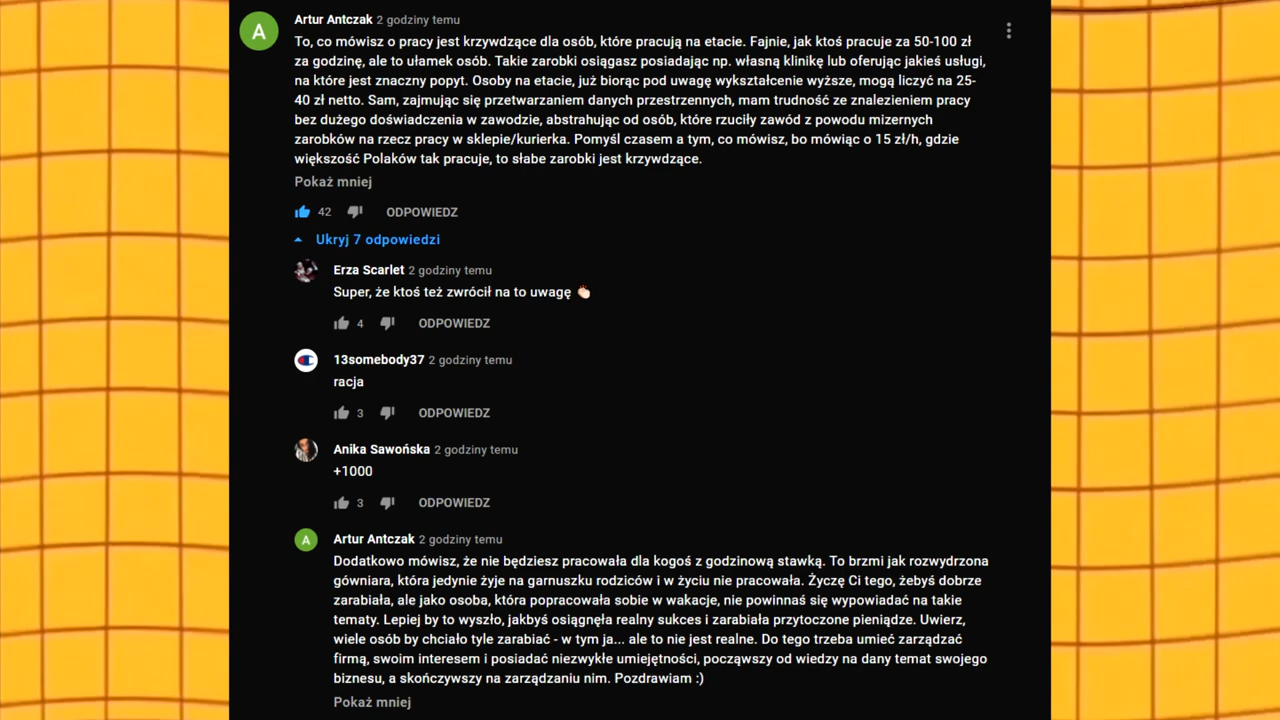 Artur Antczak 2 godziny temu
To, co mówisz o pracy jest krzywdzące dla osób, które pracują na etacie. Fajnie, jak ktoś pracuje za 50-100 zł
za godzinę, ale to ułamek osób. Takie zarobki osiągasz posiadając np. własną klinikę lub oferując jakieś usługi,
na które jest znaczny popyt. Osoby na etacie, już biorąc pod uwagę wykształcenie wyższe, mogą liczyć na 25-
40 zł netto. Sam, zajmując się przetwarzaniem danych przestrzennych, mam trudność ze znalezieniem pracy
bez dużego doświadczenia w zawodzie, abstrahując od osób, które rzuciły zawód z powodu mizernych
zarobków na rzecz pracy w sklepie/kurierka. Pomyśl czasem a tym, co mówisz, bo mówiąc o 15 zł/h, gdzie
większość Polaków tak pracuje, to słabe zarobki jest krzywdzące.
Pokaż mniej
42 ODPOWIEDZ
Ukryj 7 odpowiedzi
Erza Scarlet 2 godziny temu
Super, że ktoś też zwrócił na to uwagę 👏🏻
4 ODPOWIEDZ
13somebody37 2 godziny temu
racja
3 ODPOWIEDZ
Anika Sawońska 2 godziny temu
+1000
3 ODPOWIEDZ
Artur Antczak 2 godziny temu
Dodatkowo mówisz, że nie będziesz pracowała dla kogoś z godzinową stawką. To brzmi jak rozwydrzona
gówniara, która jedynie żyje na garnuszku rodziców i w życiu nie pracowała. Życzę Ci tego, żebyś dobrze
zarabiała, ale jako osoba, która popracowała sobie w wakacje, nie powinnaś się wypowiadać na takie
tematy. Lepiej by to wyszło, jakbyś osiągnęła realny sukces i zarabiała przytoczone pieniądze. Uwierz,
wiele osób by chciało tyle zarabiać - w tym ja... ale to nie jest realne. Do tego trzeba umieć zarządzać
firmą, swoim interesem i posiadać niezwykłe umiejętności, począwszy od wiedzy na dany temat swojego
biznesu, a skończywszy na zarządzaniu nim. Pozdrawiam :)
Pokaż mniej